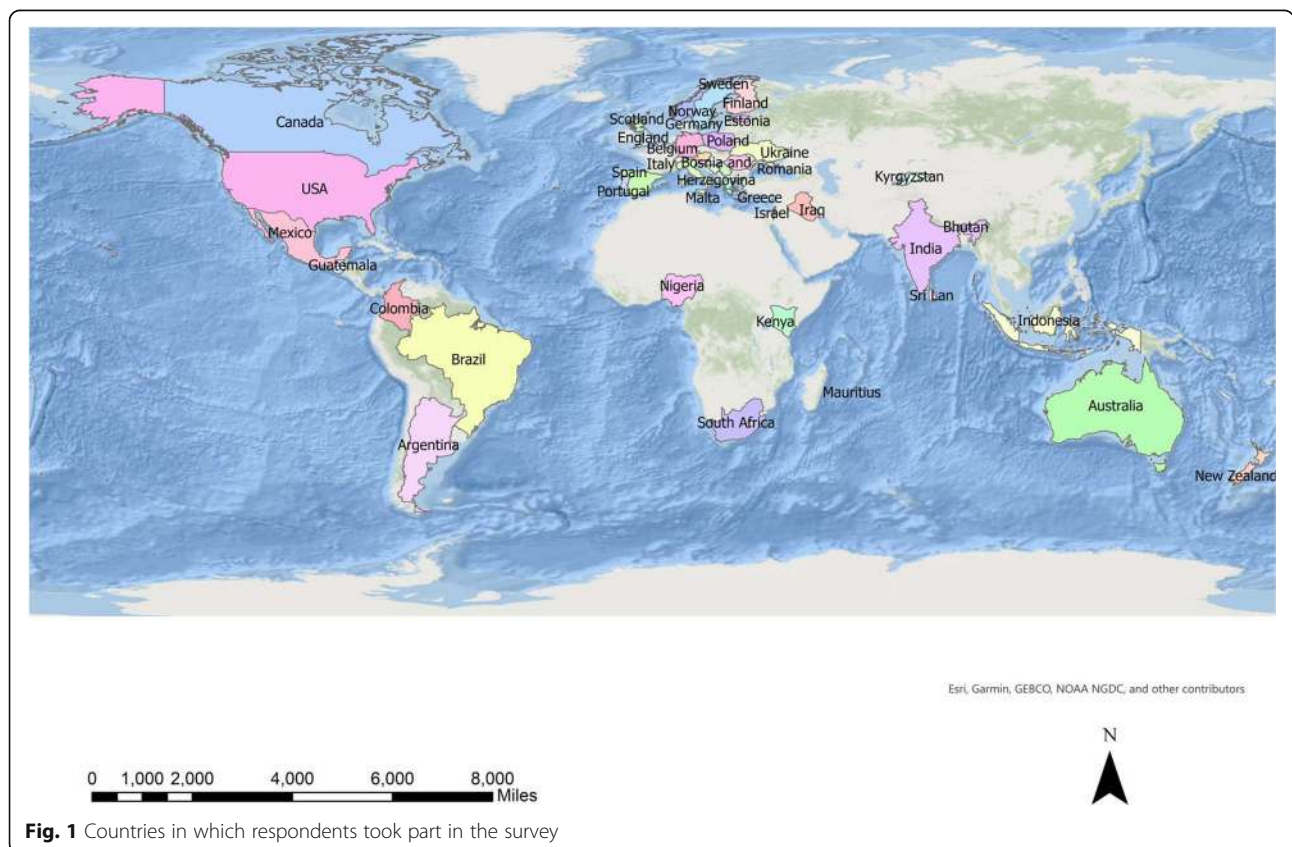 Sweden
Finland
Norway
Scotland
Estonia
Germany
Canada
England
Poland
Belgium
Ukraine
Italy
Bosnia and
Romania
Spain
Herzegovina
Kyrgyzstan
USA
Portugal
Malta
Greece
Israel
Iraq
Mexico
Bhutan
India
Guatemala
Nigeria
Sri Lan
Colombia
Kenya
Indonesia
Brazil
Mauritius
Australia
South Africa
Argentina
New Zealand
Esri, Garmin, GEBCO, NOAA NGDC, and other contributors
N
0 1,000 2,000 4,000 6,000 8,000
Miles
Fig. 1 Countries in which respondents took part in the survey